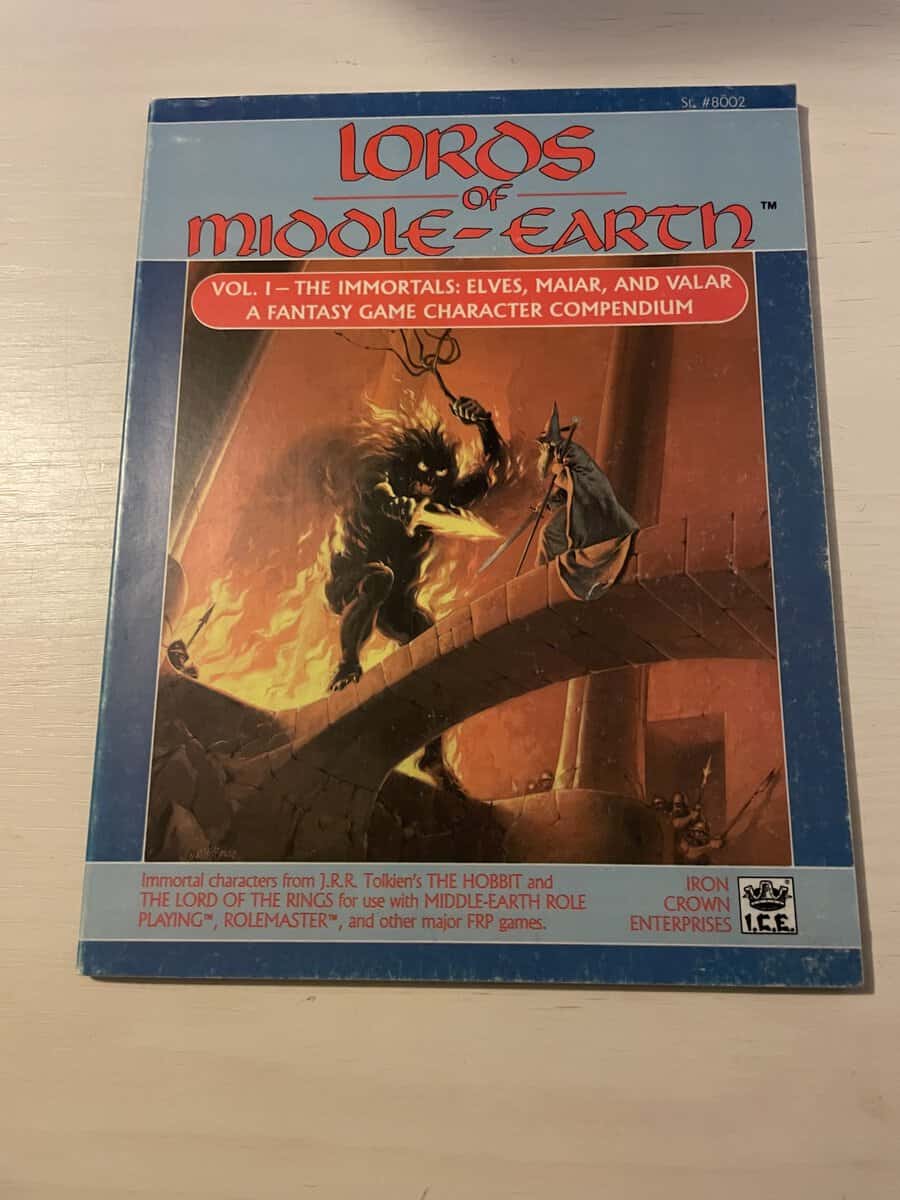 St. #8002
LORDS
OF
MIDDLE-EARTH™
VOL. I – THE IMMORTALS: ELVES, MAIAR, AND VALAR
A FANTASY GAME CHARACTER COMPENDIUM
Immortal characters from J.R.R. Tolkien's THE HOBBIT and
THE LORD OF THE RINGS for use with MIDDLE-EARTH ROLE
PLAYING™, ROLEMASTER™, and other major FRP games.
IRON
CROWN
ENTERPRISES
I.C.E.